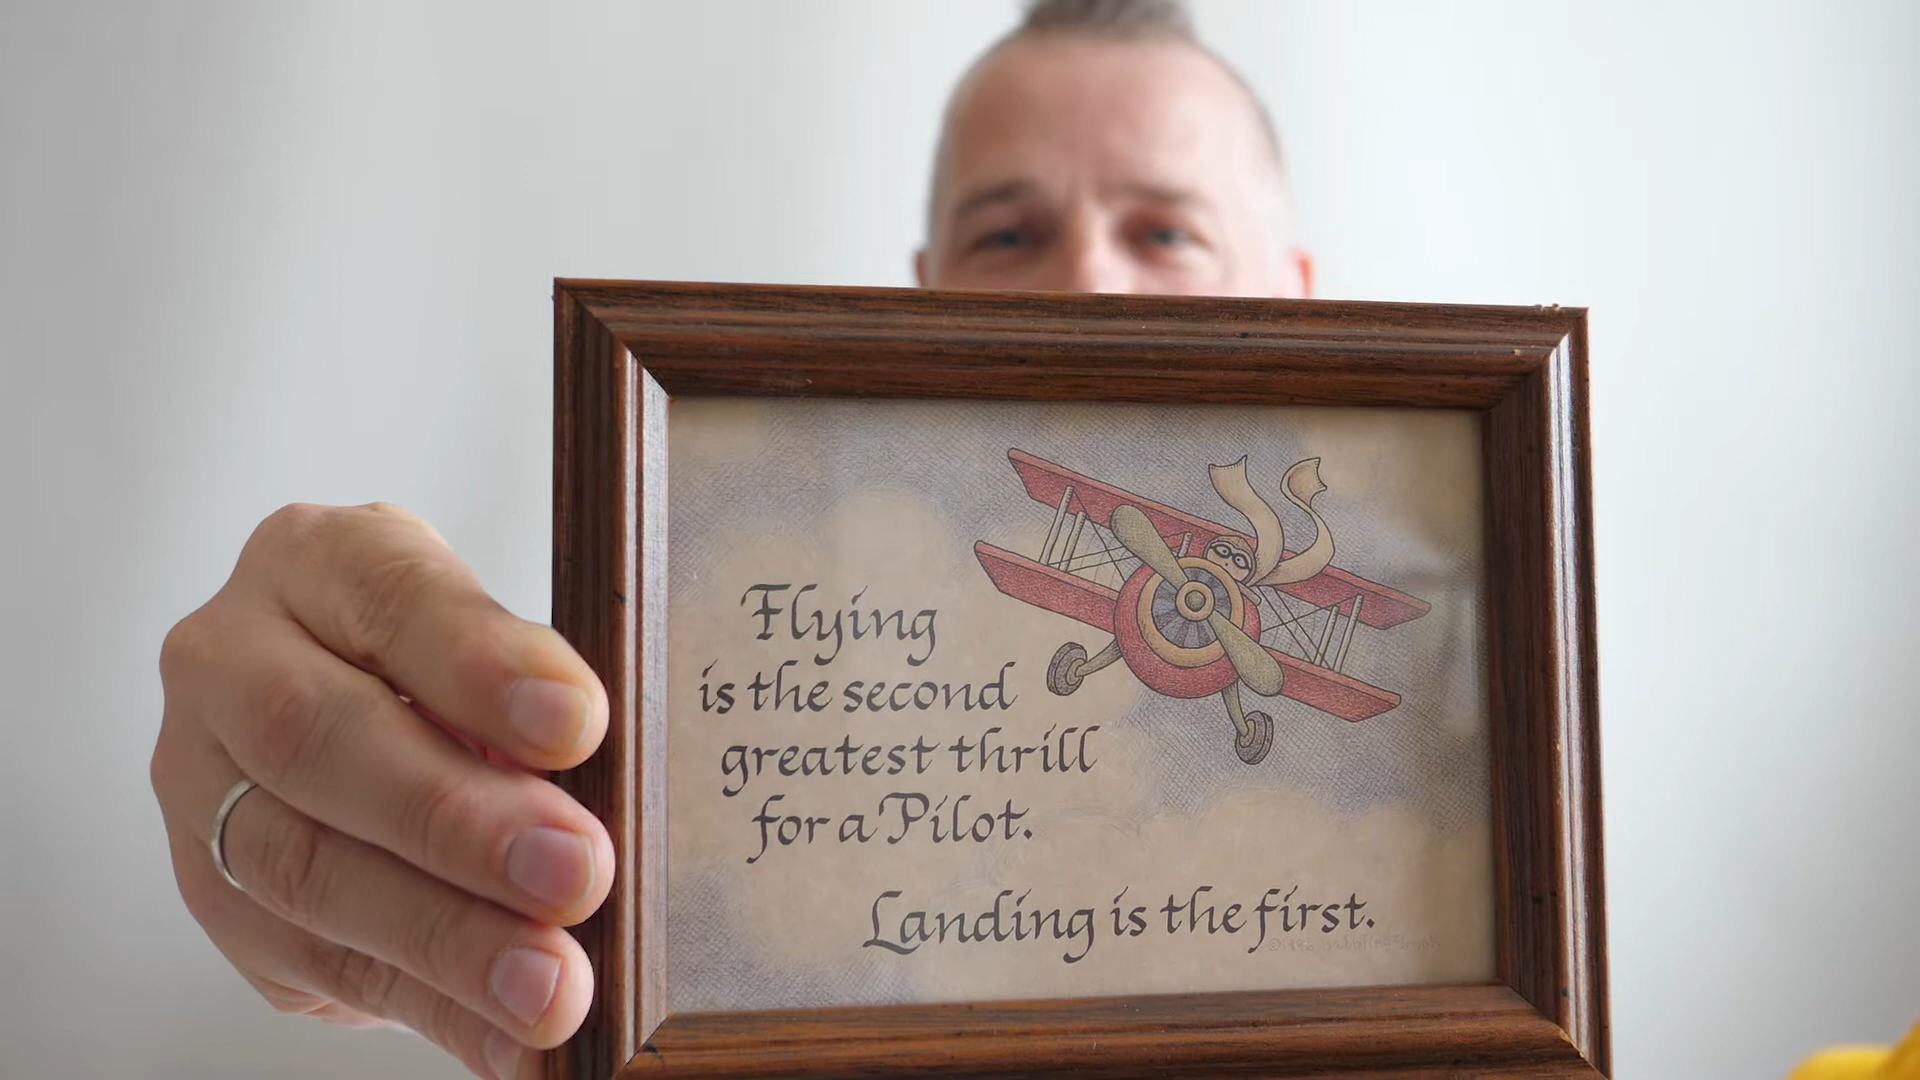 Flying
is the second
greatest thrill
for a Pilot.
Landing is the first.